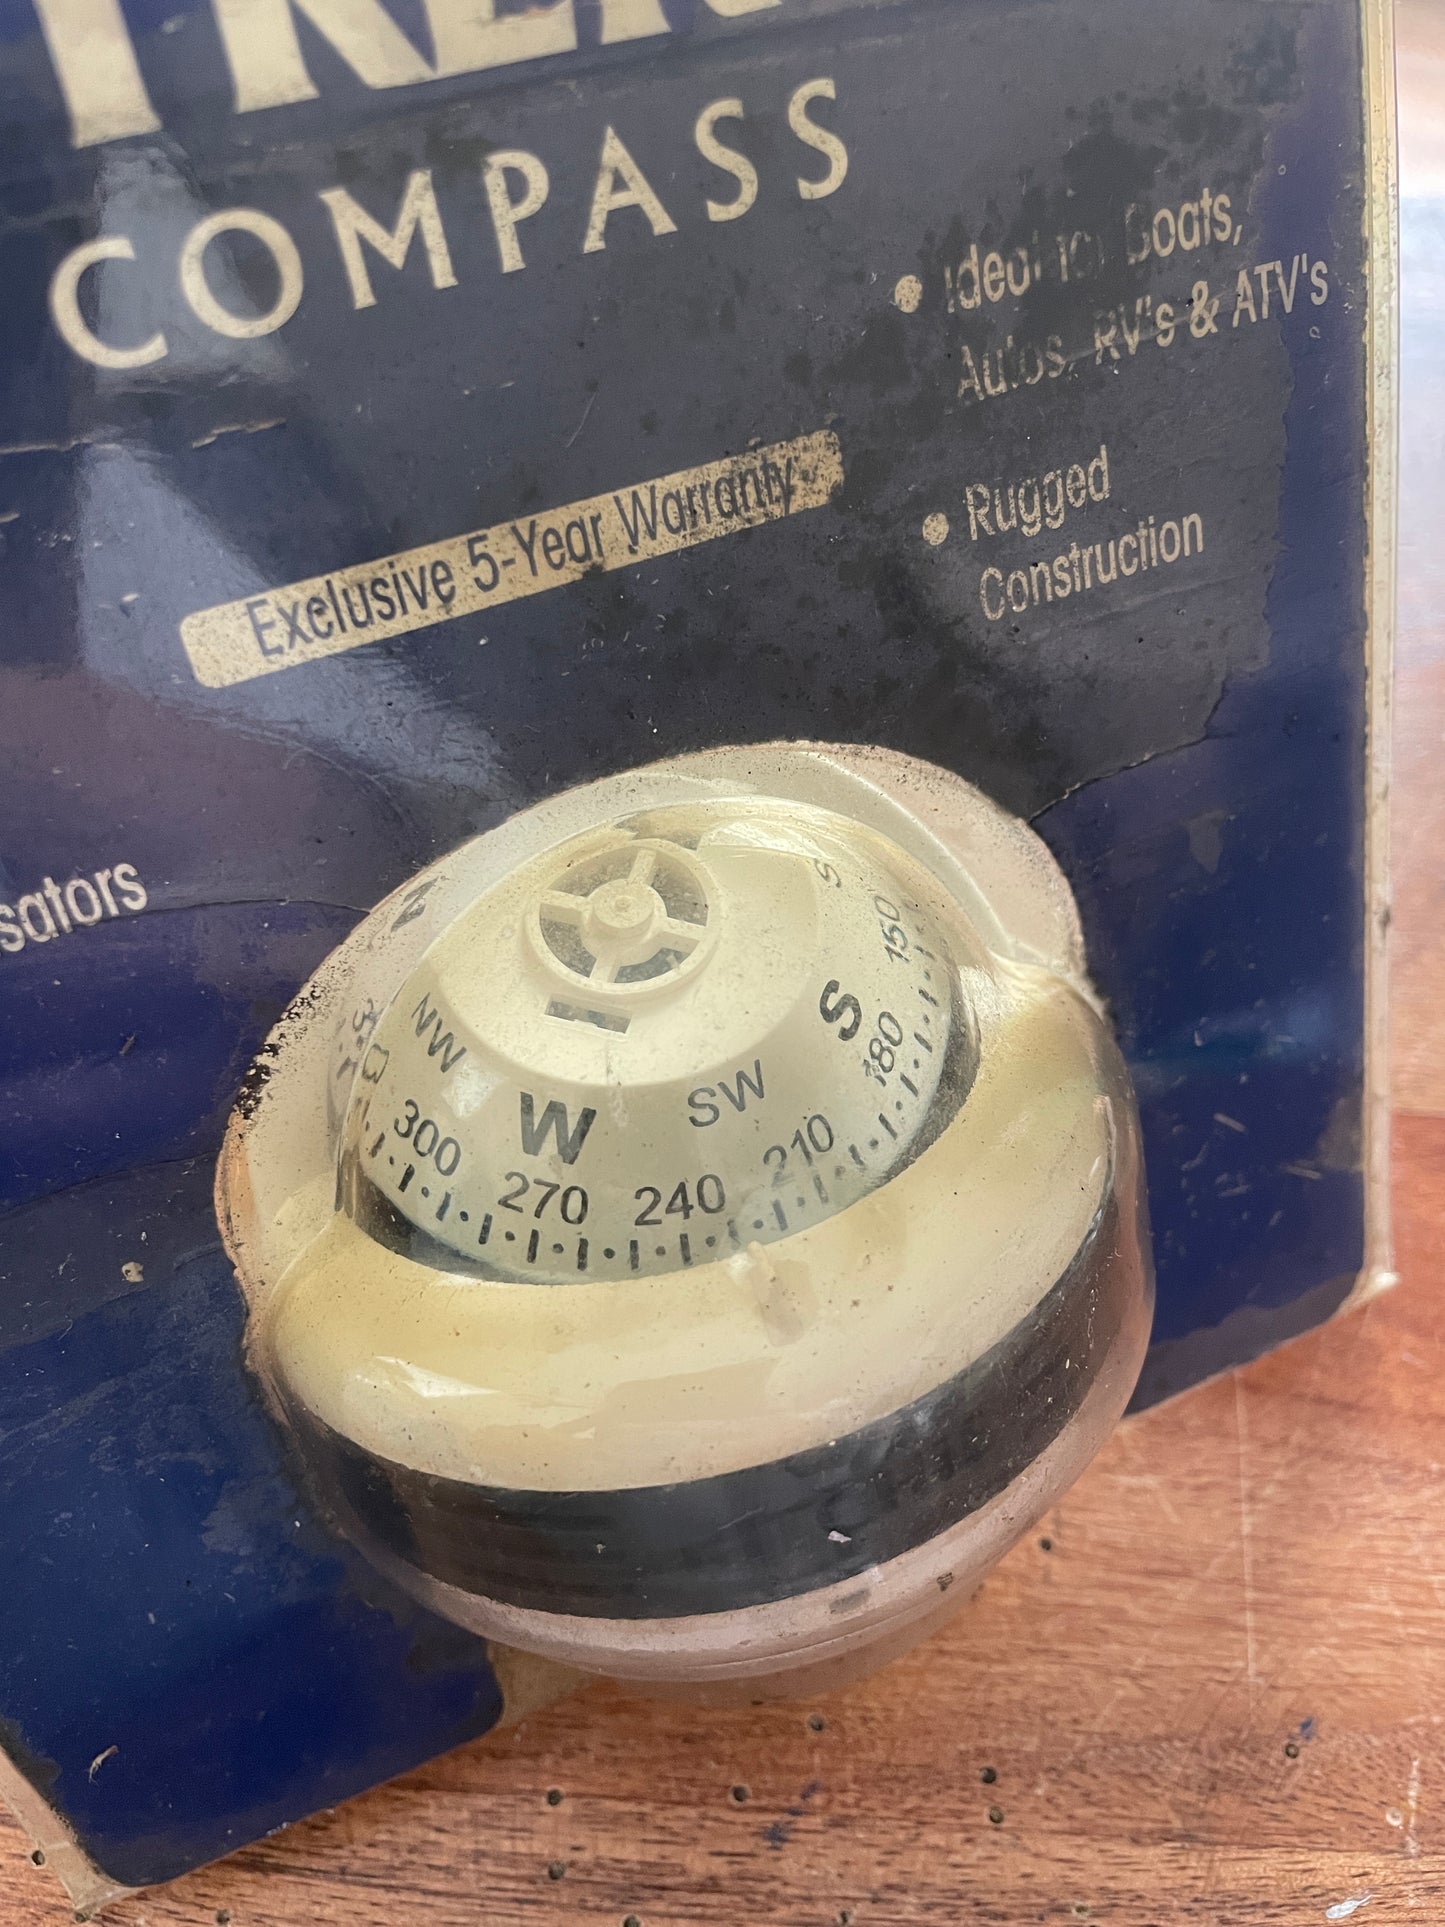 COMPASS
• Ideal for Boats,
Autos, RV's & ATV's
Exclusive 5-Year Warranty
• Rugged
Construction
sators
N
S
150
NW
S
180
W
SW
300
210
270
240